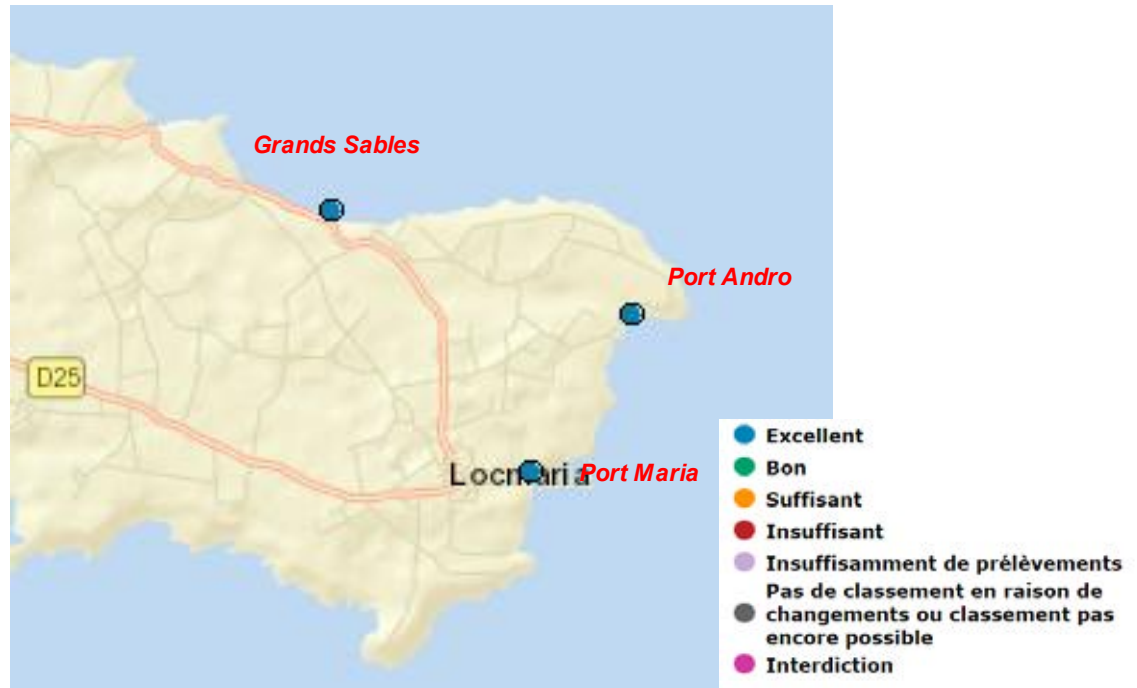 Grands Sables
Port Andro
D25
Locmaria
Port Maria
Excellent
Bon
Suffisant
Insuffisant
Insuffisamment de prélèvements
Pas de classement en raison de
changements ou classement pas
encore possible
Interdiction